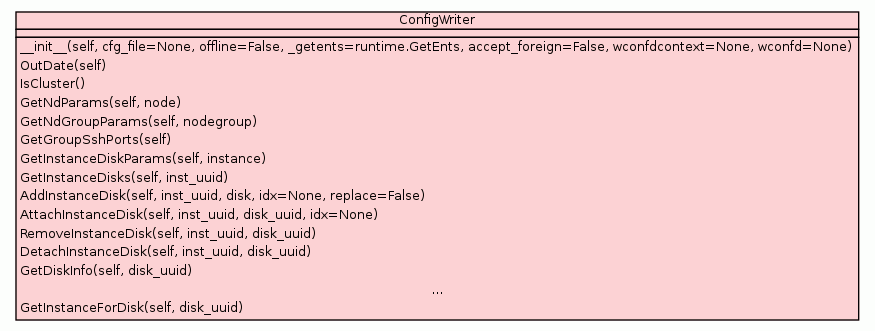 ConfigWriter
__init__(self, cfg_file=None, offline=False, _getents=runtime.GetEnts, accept_foreign=False, wconfdcontext=None, wconfd=None)
OutDate(self)
IsCluster()
GetNdParams(self, node)
GetNdGroupParams(self, nodegroup)
GetGroupSshPorts(self)
GetInstanceDiskParams(self, instance)
GetInstanceDisks(self, inst_uuid)
AddInstanceDisk(self, inst_uuid, disk, idx=None, replace=False)
AttachInstanceDisk(self, inst_uuid, disk_uuid, idx=None)
RemoveInstanceDisk(self, inst_uuid, disk_uuid)
DetachInstanceDisk(self, inst_uuid, disk_uuid)
GetDiskInfo(self, disk_uuid)
...
GetInstanceForDisk(self, disk_uuid)